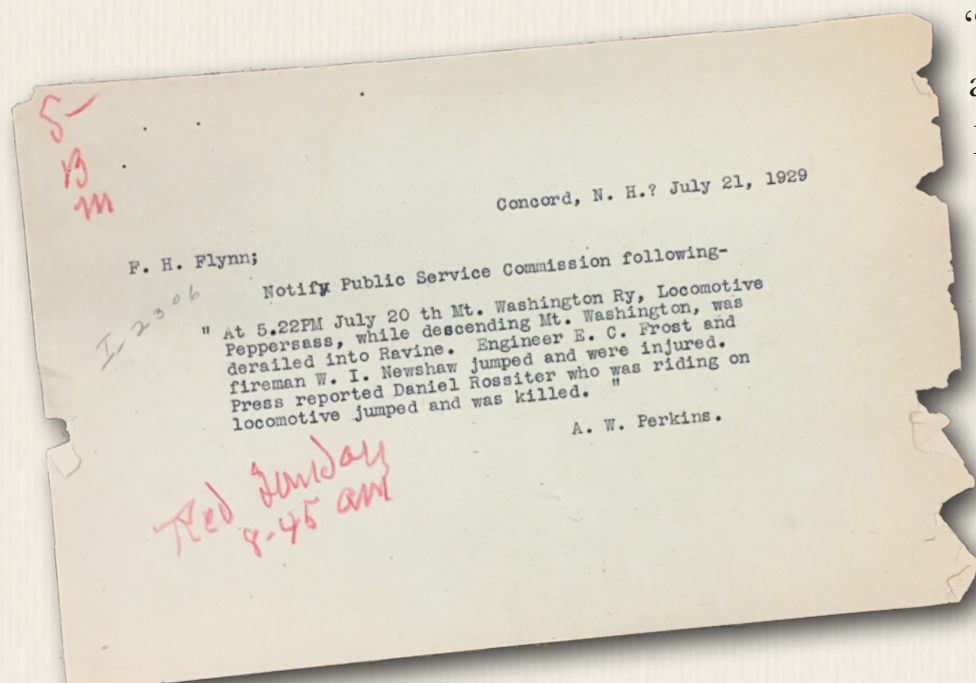 S-
B
M
Concord, N. H.? July 21, 1929
F. H. Flynn;
I-2306
Notify Public Service Commission following-
" At 5.22PM July 20 th Mt. Washington Ry, Locomotive
Peppersass, while descending Mt. Washington, was
derailed into Ravine. Engineer E. C. Frost and
fireman W. I. Newshaw jumped and were injured.
Press reported Daniel Rossiter who was riding on
locomotive jumped and was killed. "
A. W. Perkins.
Sunday
8-45 am